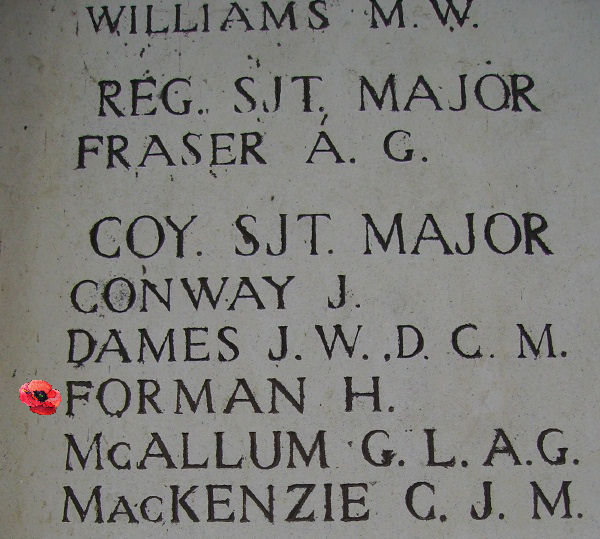 WILLIAMS M. W.
REG. SJT. MAJOR
FRASER A. G.
COY. SJT. MAJOR
CONWAY J.
DAMES J. W., D. C. M.
FORMAN H.
McALLUM G. L. A. G.
MacKENZIE C. J. M.